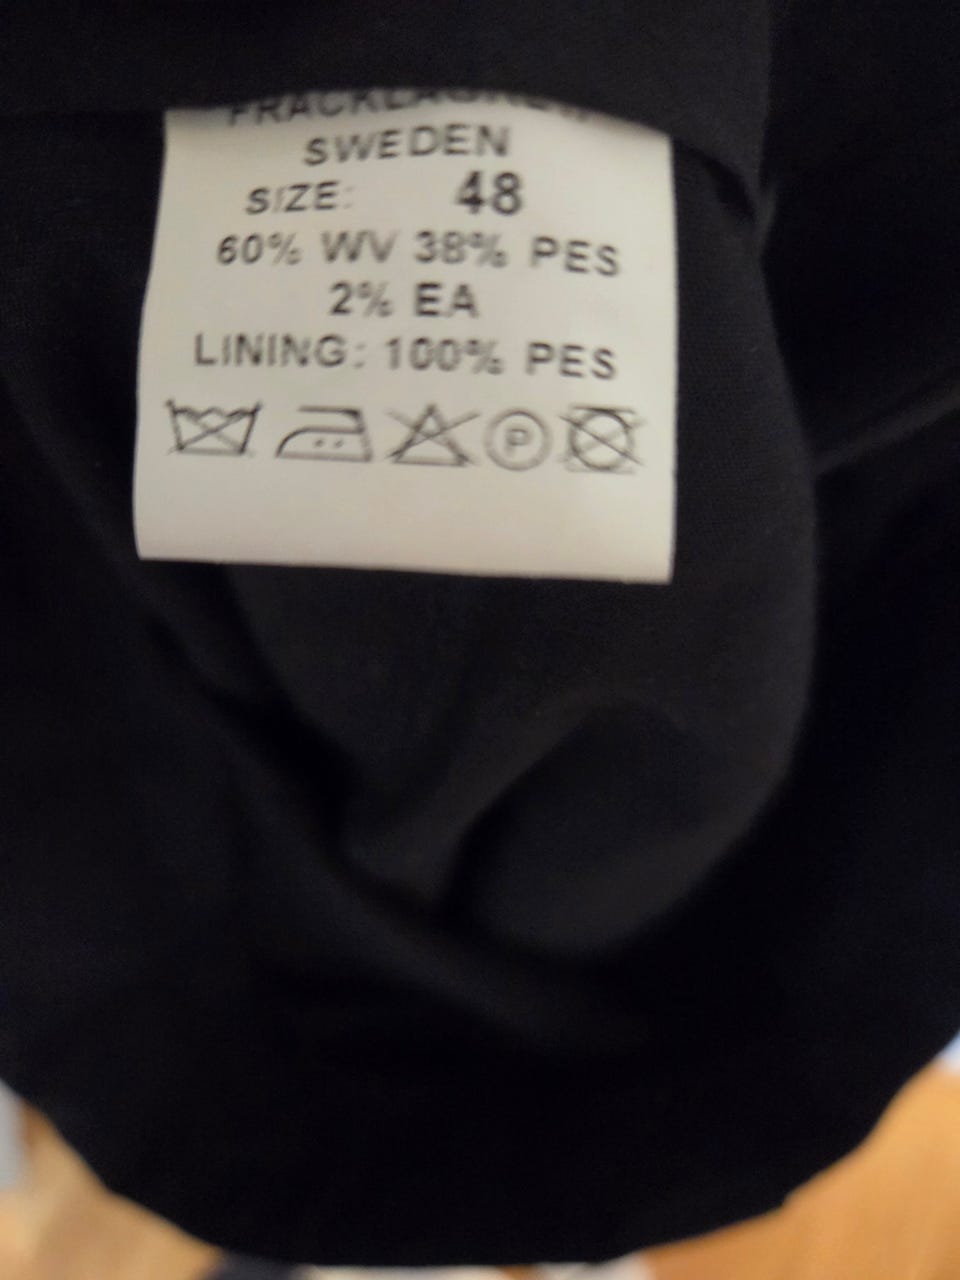 SWEDEN
SIZE: 48
60% WV 38% PES
2% EA
LINING: 100% PES
P